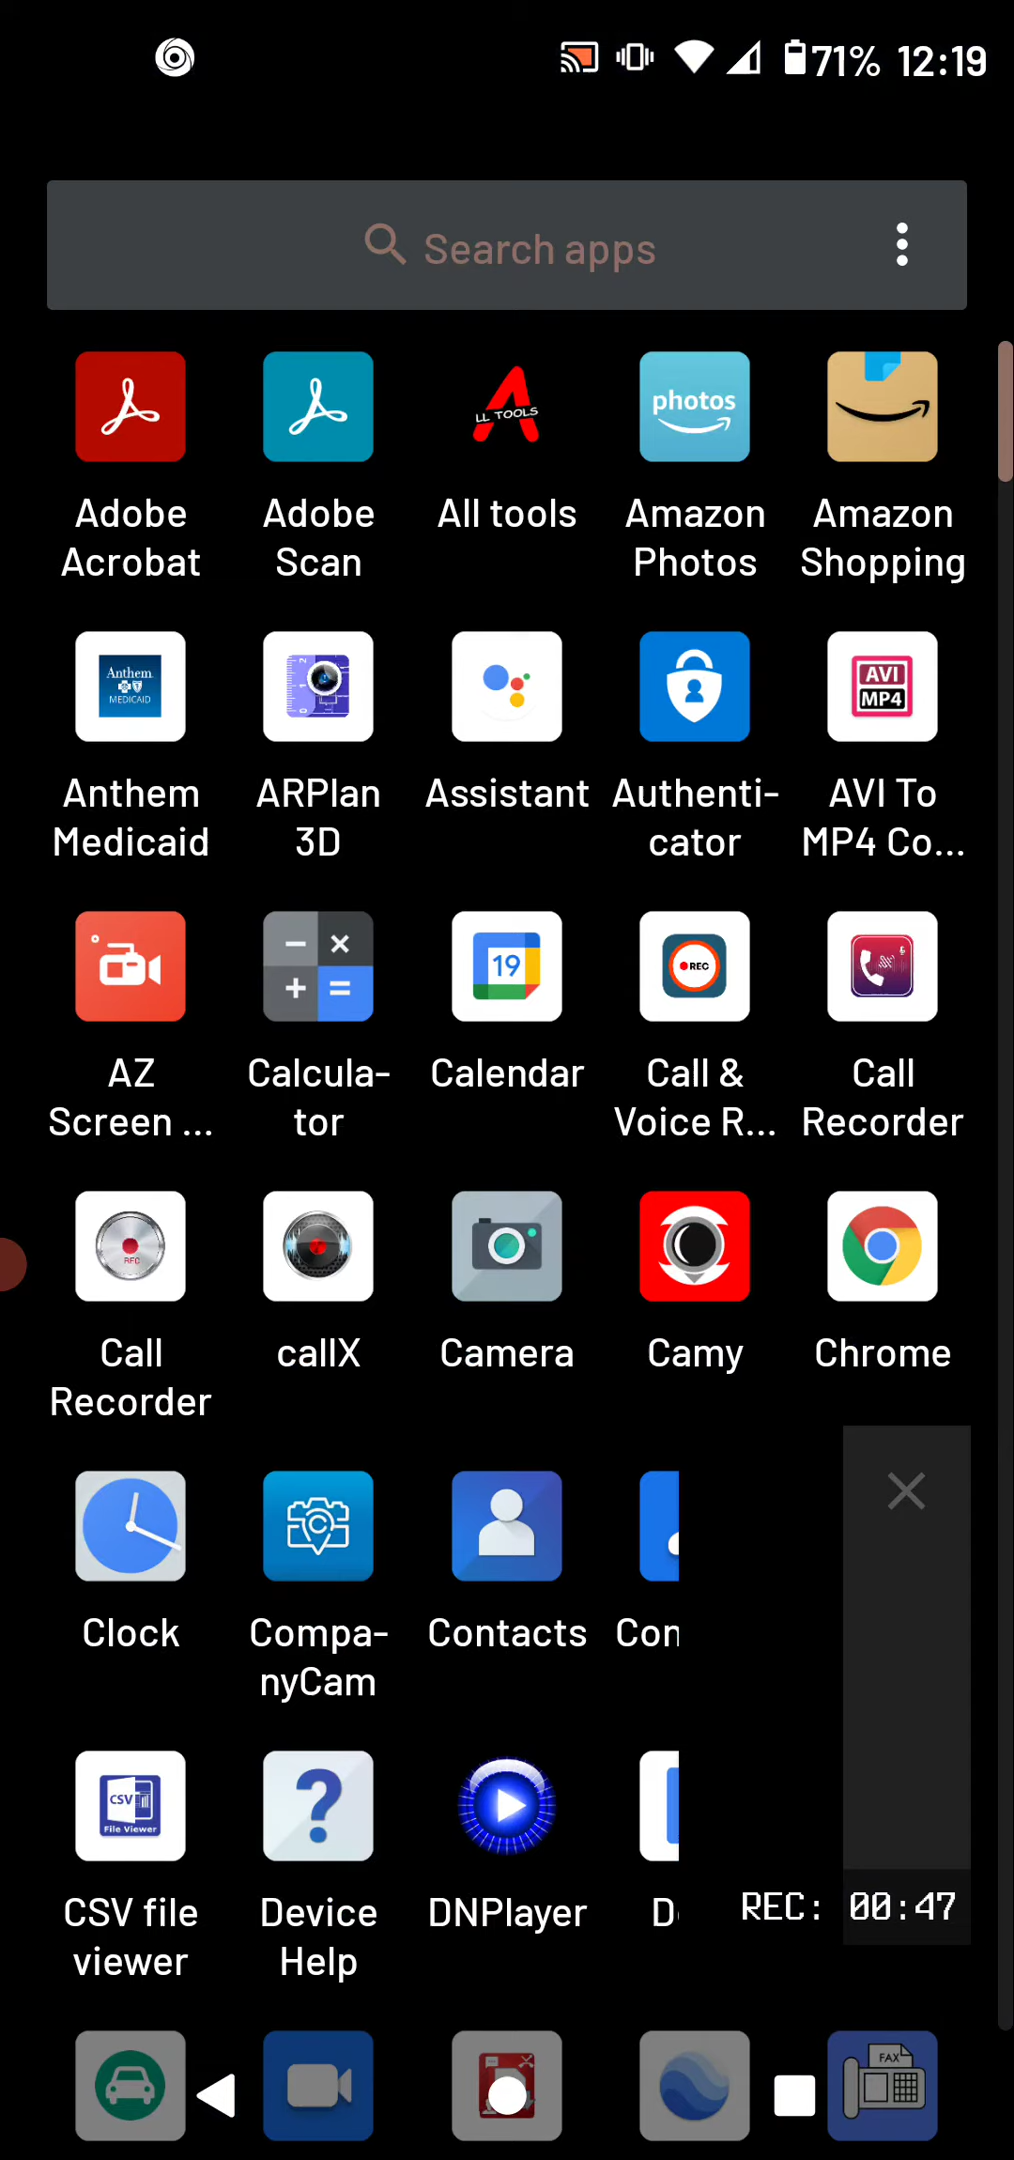 71% 12:19
Search apps
LL TOOLS
photos
Adobe
Acrobat
Adobe
Scan
All tools
Amazon
Photos
Amazon
Shopping
Anthem
MEDICAID
AVI
MP4
Anthem
Medicaid
ARPlan
3D
Assistant
Authenti-
cator
AVI To
MP4 Co...
19
REC
AZ
Screen ...
Calcula-
tor
Calendar
Call &
Voice R...
Call
Recorder
REC
Call
Recorder
callX
Camera
Camy
Chrome
C
Clock
Compa-
nyCam
Contacts
Con
CSV
File Viewer
CSV file
viewer
Device
Help
DNPlayer
D
REC: 00:47
FAX